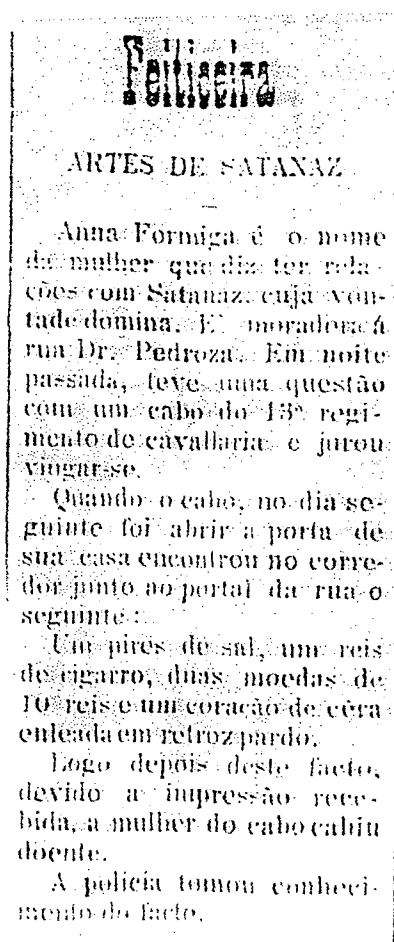 Feiticeira
ARTES DE SATANAZ
Anna Formiga é o nome
da mulher que diz ter rela-
ções com Satanaz, cuja von-
tade domina. E' moradora á
rua Dr. Pedroza. Em noite
passada, teve uma questão
com um cabo do 13º regi-
mento de cavallaria e jurou
vingar-se.
Quando o cabo, no dia se-
guinte foi abrir a porta de
sua casa encontrou no corre-
dor junto ao portal da rua o
seguinte:
Um pires de sal, um reis
de cigarro, duas moedas de
10 reis e um coração de cêra
enleada em retroz pardo.
Logo depois deste facto,
devido a impressão rece-
bida, a mulher do cabo cahiu
doente.
A policia tomou conheci-
mento do facto.